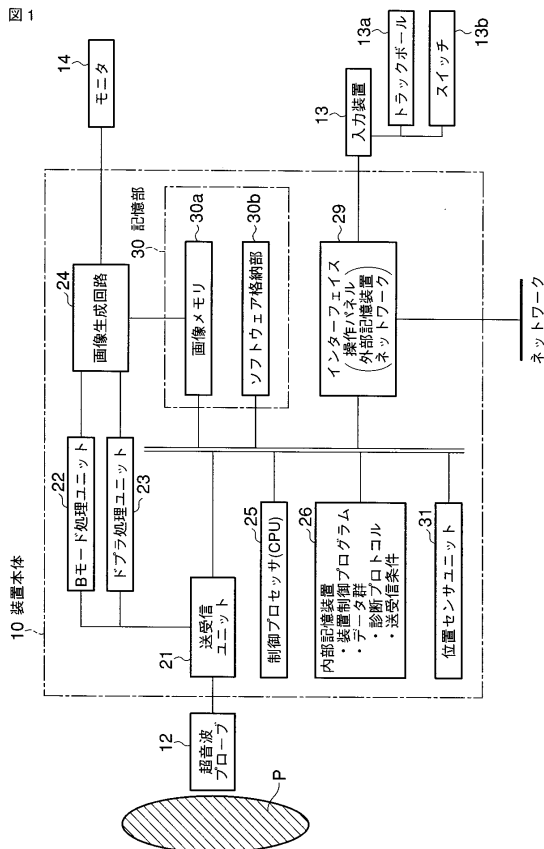 図1
10 装置本体
P
12
超音波
プローブ
21
送受信
ユニット
22
Bモード処理ユニット
23
ドプラ処理ユニット
24
画像生成回路
14
モニタ
30 記憶部
30a
画像メモリ
30b
ソフトウェア格納部
25
制御プロセッサ(CPU)
26
内部記憶装置
・装置制御プログラム
・データ群
・診断プロトコル
・送受信条件
31
位置センサユニット
29
インターフェイス
(操作パネル
外部記憶装置
ネットワーク)
13
入力装置
13a
トラックボール
13b
スイッチ
ネットワーク